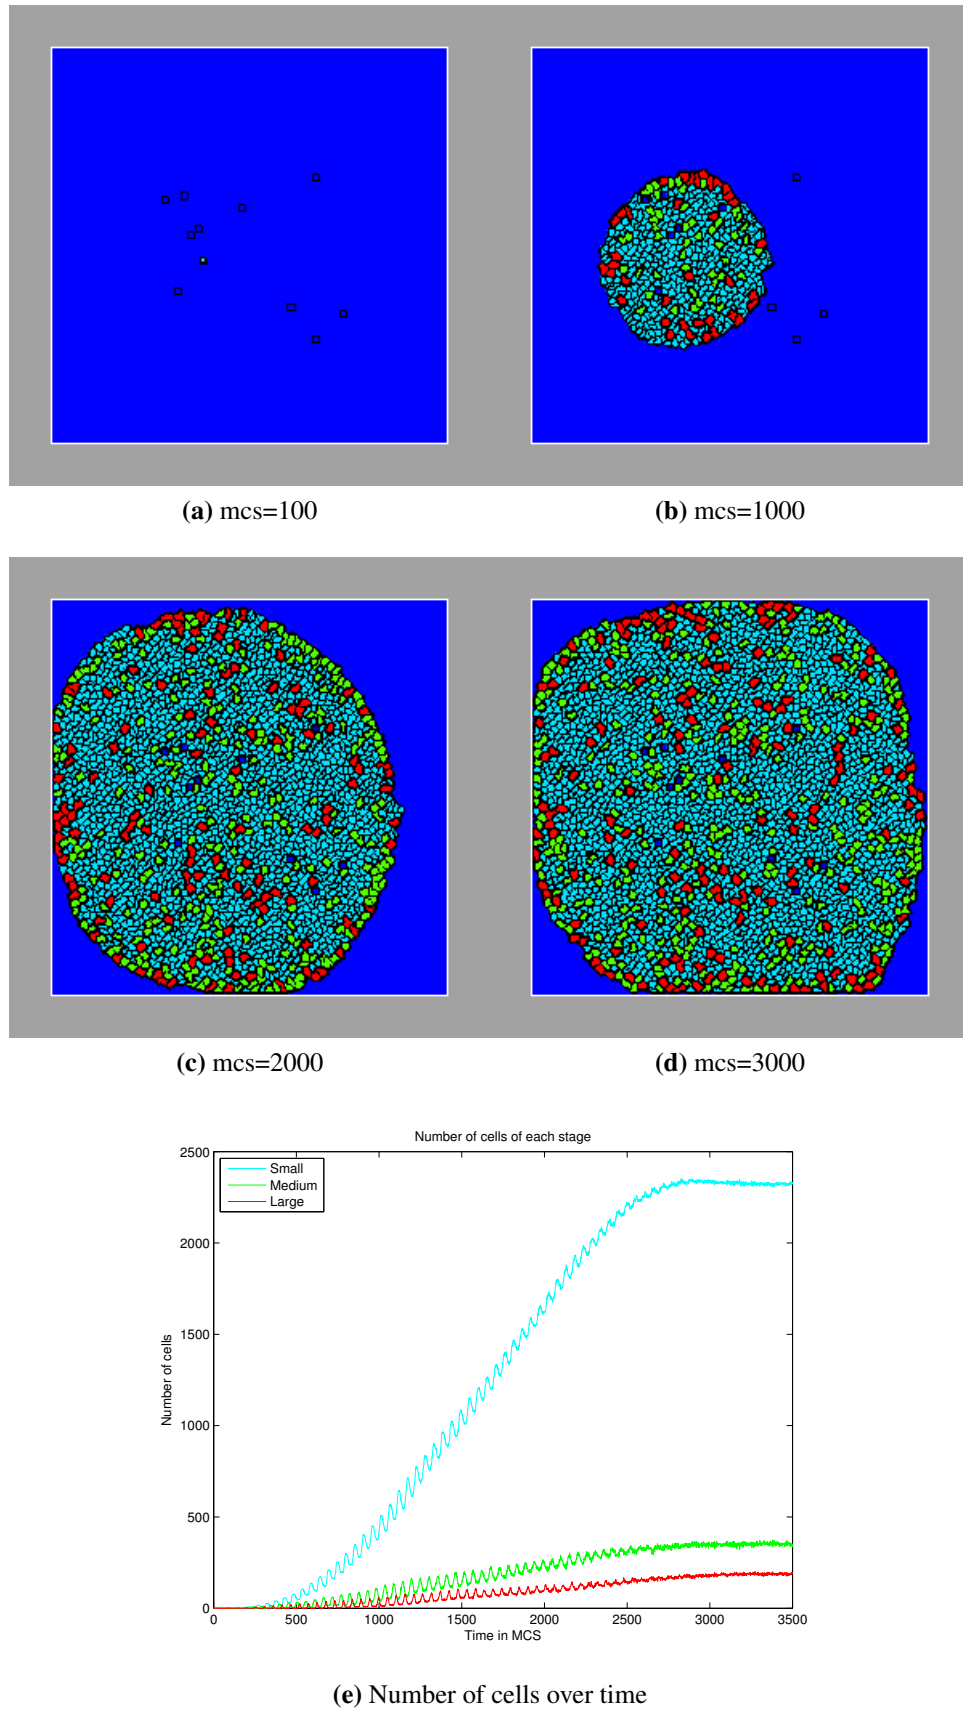 (a) mcs=100
(b) mcs=1000
(c) mcs=2000
(d) mcs=3000
Number of cells of each stage
Small
Medium
Large
Number of cells
2500
2000
1500
1000
500
0
0 500 1000 1500 2000 2500 3000 3500
Time in MCS
(e) Number of cells over time